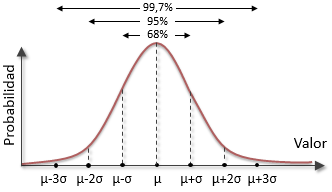 99,7%
95%
68%
Probabilidad
Valor
μ-3σ μ-2σ μ-σ μ μ+σ μ+2σ μ+3σ